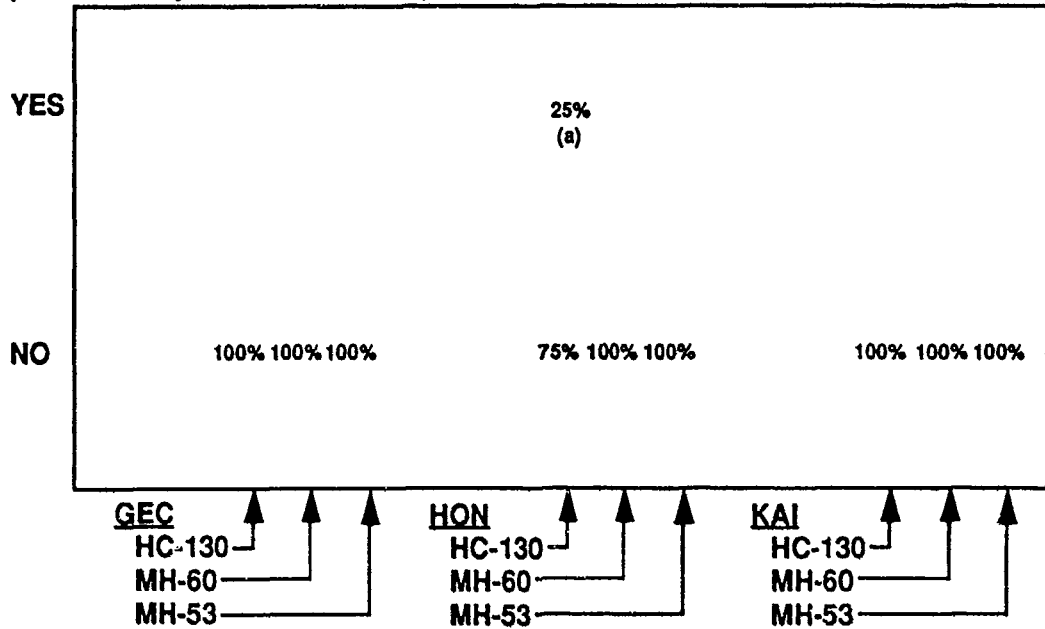 YES
25%
(a)
NO
100% 100% 100%
75% 100% 100%
100% 100% 100%
GEC
HC-130
MH-60
MH-53
HON
HC-130
MH-60
MH-53
KAI
HC-130
MH-60
MH-53